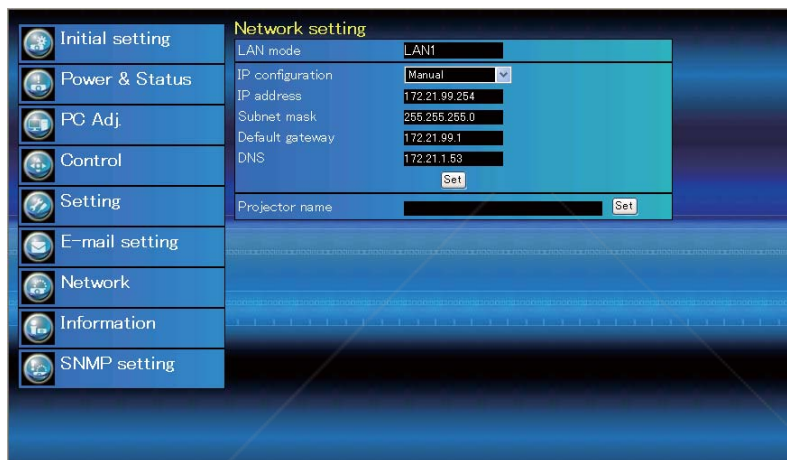 Initial setting
Power & Status
PC Adj.
Control
Setting
E-mail setting
Network
Information
SNMP setting
Network setting
LAN mode LAN1
IP configuration Manual
IP address 172.21.99.254
Subnet mask 255.255.255.0
Default gateway 172.21.99.1
DNS 172.21.1.53
Set
Projector name Set